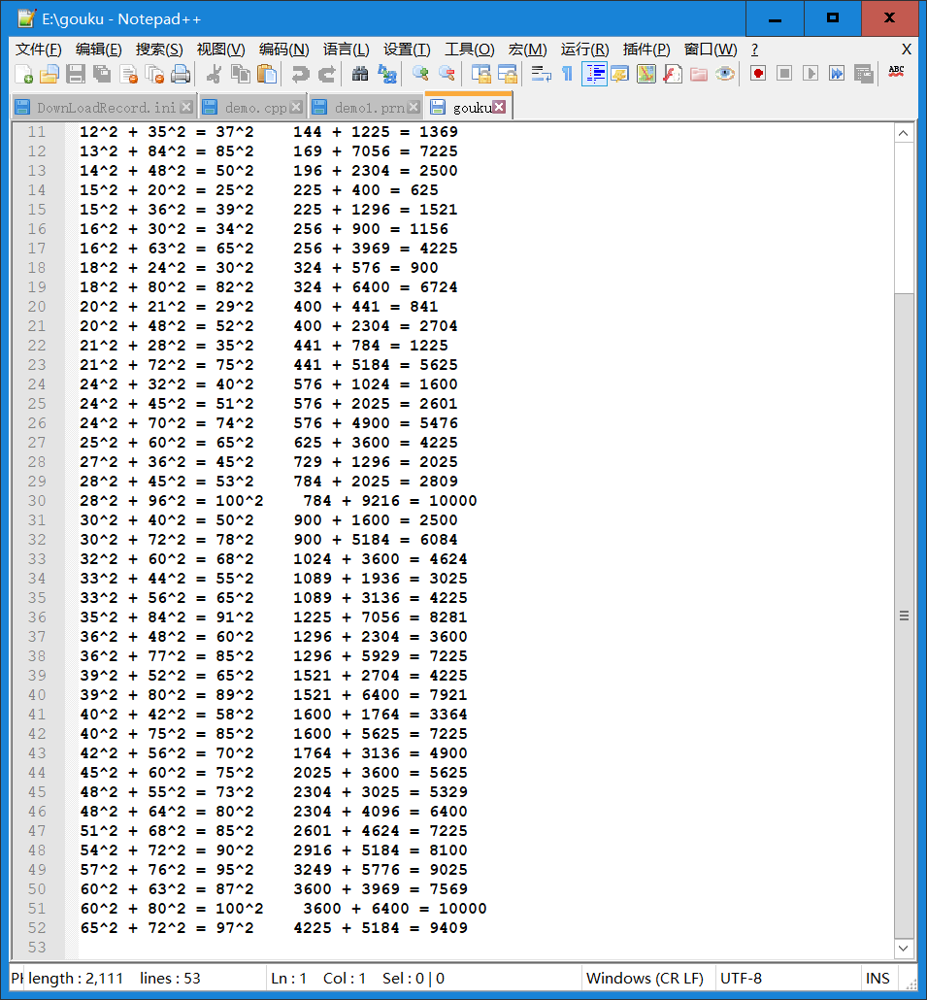 E:\gouku - Notepad++
文件(F) 编辑(E) 搜索(S) 视图(V) 编码(N) 语言(L) 设置(T) 工具(O) 宏(M) 运行(R) 插件(P) 窗口(W) ? X
ABC
DownLoadRecord.ini demo.cpp demo1.prn gouku
11 12^2 + 35^2 = 37^2 144 + 1225 = 1369
12 13^2 + 84^2 = 85^2 169 + 7056 = 7225
13 14^2 + 48^2 = 50^2 196 + 2304 = 2500
14 15^2 + 20^2 = 25^2 225 + 400 = 625
15 15^2 + 36^2 = 39^2 225 + 1296 = 1521
16 16^2 + 30^2 = 34^2 256 + 900 = 1156
17 16^2 + 63^2 = 65^2 256 + 3969 = 4225
18 18^2 + 24^2 = 30^2 324 + 576 = 900
19 18^2 + 80^2 = 82^2 324 + 6400 = 6724
20 20^2 + 21^2 = 29^2 400 + 441 = 841
21 20^2 + 48^2 = 52^2 400 + 2304 = 2704
22 21^2 + 28^2 = 35^2 441 + 784 = 1225
23 21^2 + 72^2 = 75^2 441 + 5184 = 5625
24 24^2 + 32^2 = 40^2 576 + 1024 = 1600
25 24^2 + 45^2 = 51^2 576 + 2025 = 2601
26 24^2 + 70^2 = 74^2 576 + 4900 = 5476
27 25^2 + 60^2 = 65^2 625 + 3600 = 4225
28 27^2 + 36^2 = 45^2 729 + 1296 = 2025
29 28^2 + 45^2 = 53^2 784 + 2025 = 2809
30 28^2 + 96^2 = 100^2 784 + 9216 = 10000
31 30^2 + 40^2 = 50^2 900 + 1600 = 2500
32 30^2 + 72^2 = 78^2 900 + 5184 = 6084
33 32^2 + 60^2 = 68^2 1024 + 3600 = 4624
34 33^2 + 44^2 = 55^2 1089 + 1936 = 3025
35 33^2 + 56^2 = 65^2 1089 + 3136 = 4225
36 35^2 + 84^2 = 91^2 1225 + 7056 = 8281
37 36^2 + 48^2 = 60^2 1296 + 2304 = 3600
38 36^2 + 77^2 = 85^2 1296 + 5929 = 7225
39 39^2 + 52^2 = 65^2 1521 + 2704 = 4225
40 39^2 + 80^2 = 89^2 1521 + 6400 = 7921
41 40^2 + 42^2 = 58^2 1600 + 1764 = 3364
42 40^2 + 75^2 = 85^2 1600 + 5625 = 7225
43 42^2 + 56^2 = 70^2 1764 + 3136 = 4900
44 45^2 + 60^2 = 75^2 2025 + 3600 = 5625
45 48^2 + 55^2 = 73^2 2304 + 3025 = 5329
46 48^2 + 64^2 = 80^2 2304 + 4096 = 6400
47 51^2 + 68^2 = 85^2 2601 + 4624 = 7225
48 54^2 + 72^2 = 90^2 2916 + 5184 = 8100
49 57^2 + 76^2 = 95^2 3249 + 5776 = 9025
50 60^2 + 63^2 = 87^2 3600 + 3969 = 7569
51 60^2 + 80^2 = 100^2 3600 + 6400 = 10000
52 65^2 + 72^2 = 97^2 4225 + 5184 = 9409
53
length : 2,111 lines : 53 Ln : 1 Col : 1 Sel : 0 | 0 Windows (CR LF) UTF-8 INS